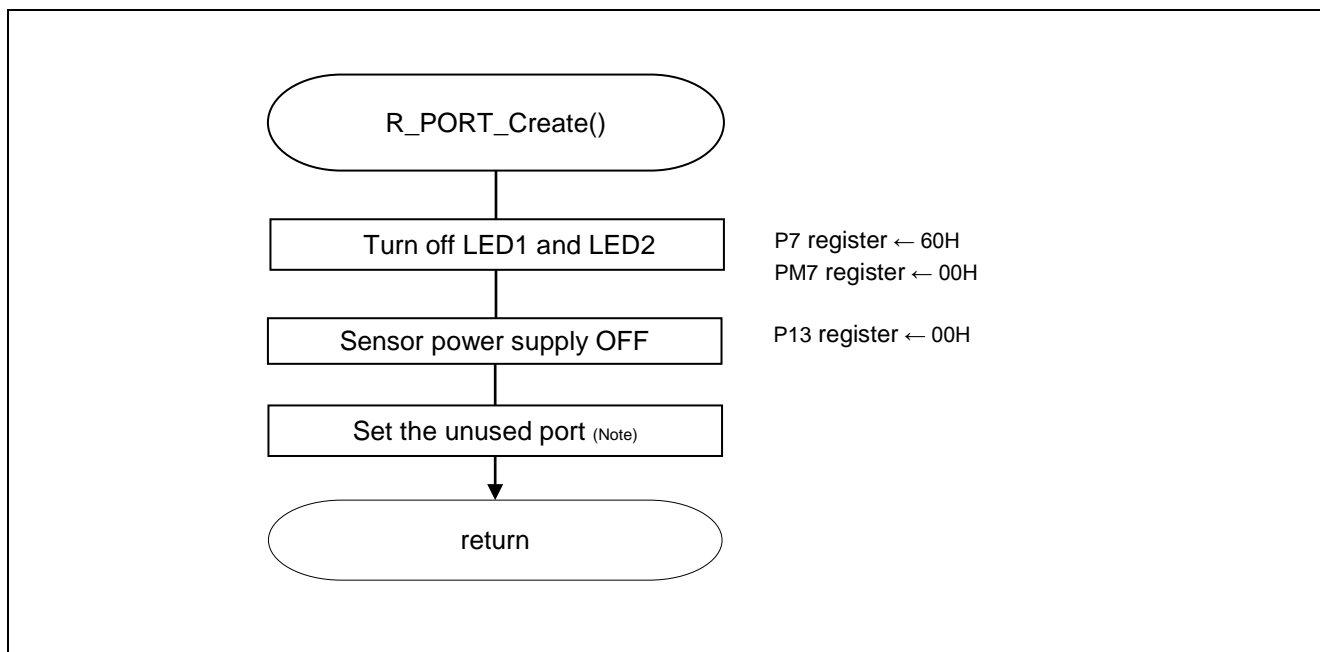 R_PORT_Create()
Turn off LED1 and LED2
P7 register ← 60H
PM7 register ← 00H
Sensor power supply OFF
P13 register ← 00H
Set the unused port (Note)
return